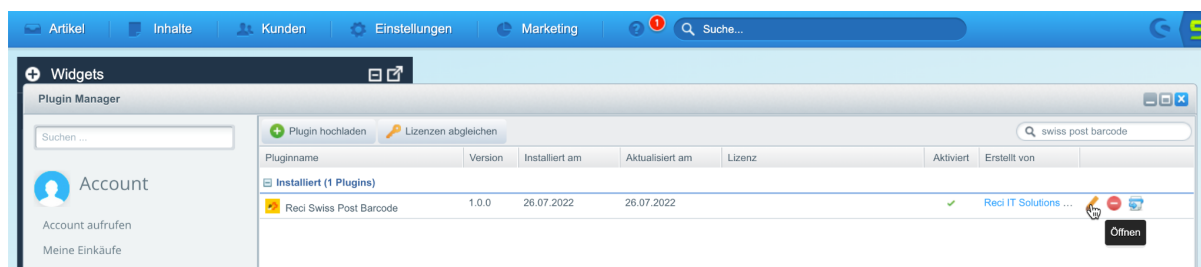 Artikel Inhalte Kunden Einstellungen Marketing ? 1 Suche...
Widgets
Plugin Manager
Suchen ... Plugin hochladen Lizenzen abgleichen swiss post barcode
Pluginname Version Installiert am Aktualisiert am Lizenz Aktiviert Erstellt von
Account Installiert (1 Plugins)
Reci Swiss Post Barcode 1.0.0 26.07.2022 26.07.2022 Reci IT Solutions ...
Account aufrufen Öffnen
Meine Einkäufe